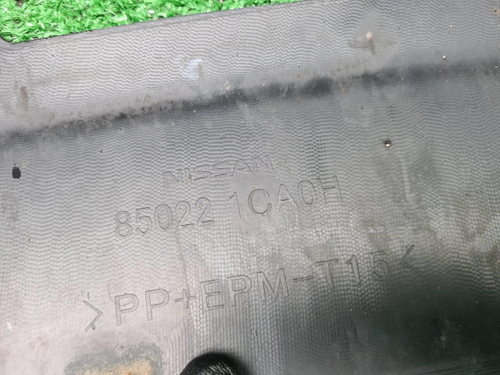 NISSAN
85022 1CA0H
>PP+EPM-T15<